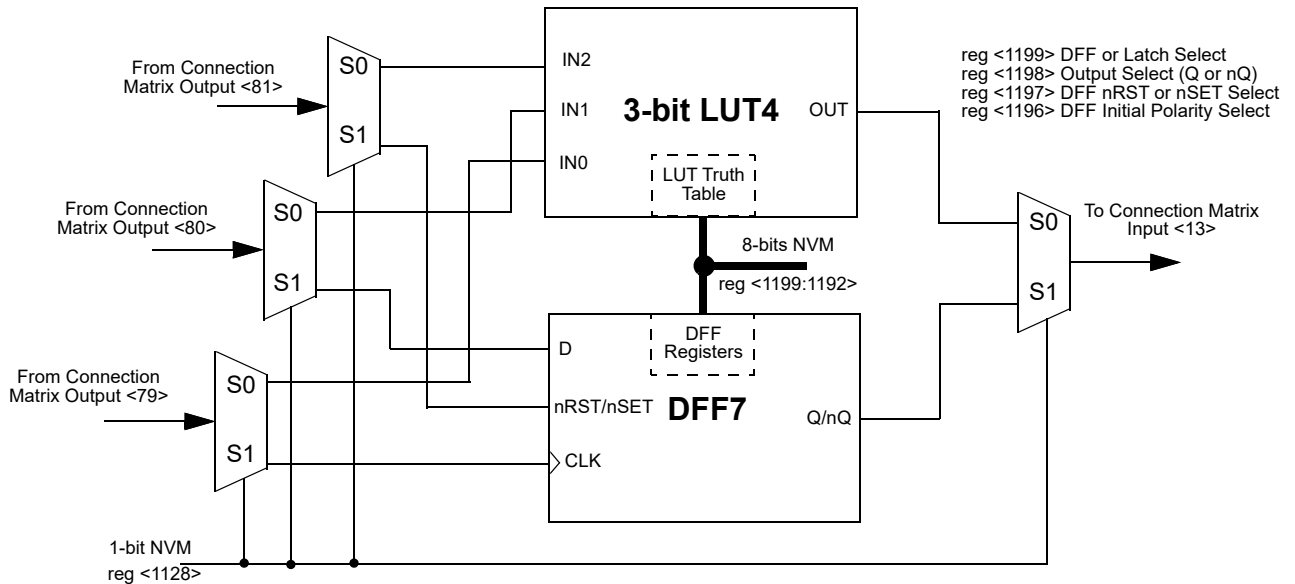 From Connection
Matrix Output <81>
S0
S1
IN2
IN1
IN0
3-bit LUT4
OUT
LUT Truth
Table
reg <1199> DFF or Latch Select
reg <1198> Output Select (Q or nQ)
reg <1197> DFF nRST or nSET Select
reg <1196> DFF Initial Polarity Select
From Connection
Matrix Output <80>
S0
S1
8-bits NVM
reg <1199:1192>
S0
S1
To Connection Matrix
Input <13>
From Connection
Matrix Output <79>
S0
S1
DFF
Registers
D
nRST/nSET
DFF7
CLK
Q/nQ
1-bit NVM
reg <1128>